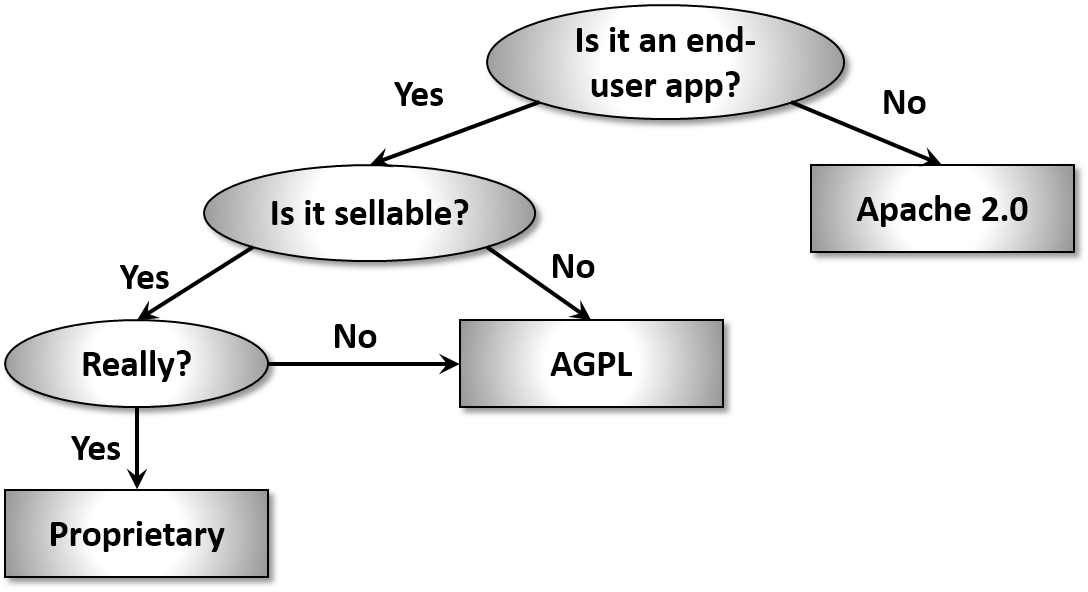 Is it an end-
user app?
Yes
No
Is it sellable?
Apache 2.0
Yes
No
Really?
No
AGPL
Yes
Proprietary